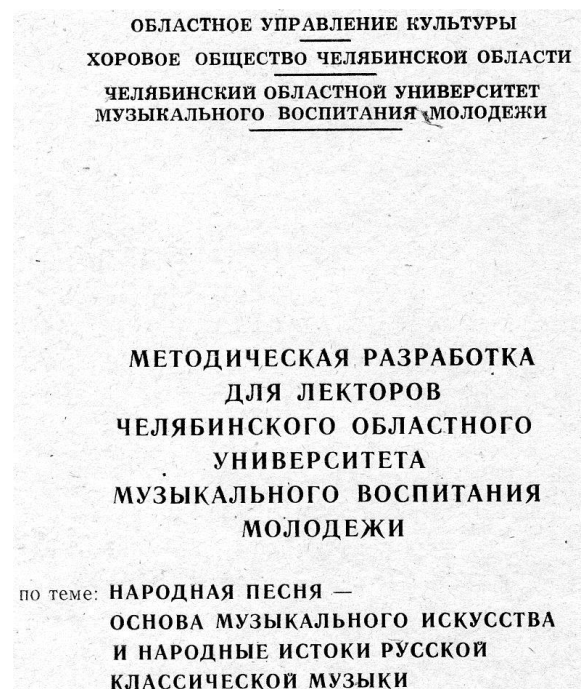 ОБЛАСТНОЕ УПРАВЛЕНИЕ КУЛЬТУРЫ
ХОРОВОЕ ОБЩЕСТВО ЧЕЛЯБИНСКОЙ ОБЛАСТИ
ЧЕЛЯБИНСКИЙ ОБЛАСТНОЙ УНИВЕРСИТЕТ
МУЗЫКАЛЬНОГО ВОСПИТАНИЯ МОЛОДЕЖИ
МЕТОДИЧЕСКАЯ РАЗРАБОТКА
ДЛЯ ЛЕКТОРОВ
ЧЕЛЯБИНСКОГО ОБЛАСТНОГО
УНИВЕРСИТЕТА
МУЗЫКАЛЬНОГО ВОСПИТАНИЯ
МОЛОДЕЖИ
по теме: НАРОДНАЯ ПЕСНЯ —
ОСНОВА МУЗЫКАЛЬНОГО ИСКУССТВА
И НАРОДНЫЕ ИСТОКИ РУССКОЙ
КЛАССИЧЕСКОЙ МУЗЫКИ